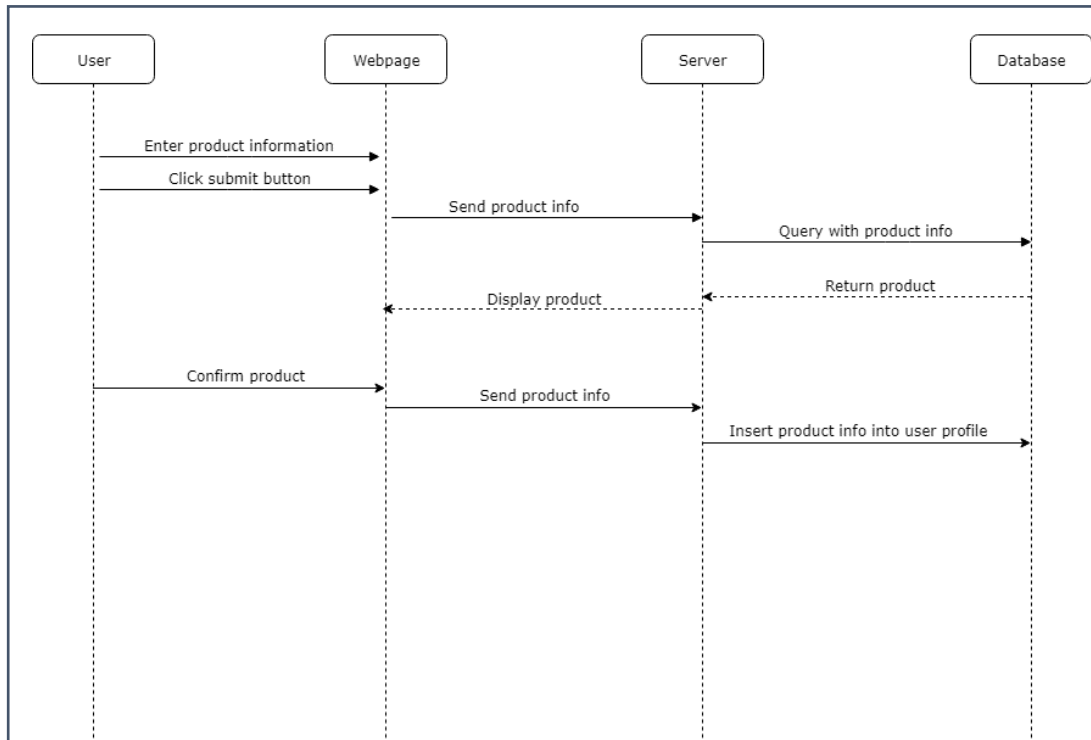 User
Webpage
Server
Database
Enter product information
Click submit button
Send product info
Query with product info
Return product
Display product
Confirm product
Send product info
Insert product info into user profile